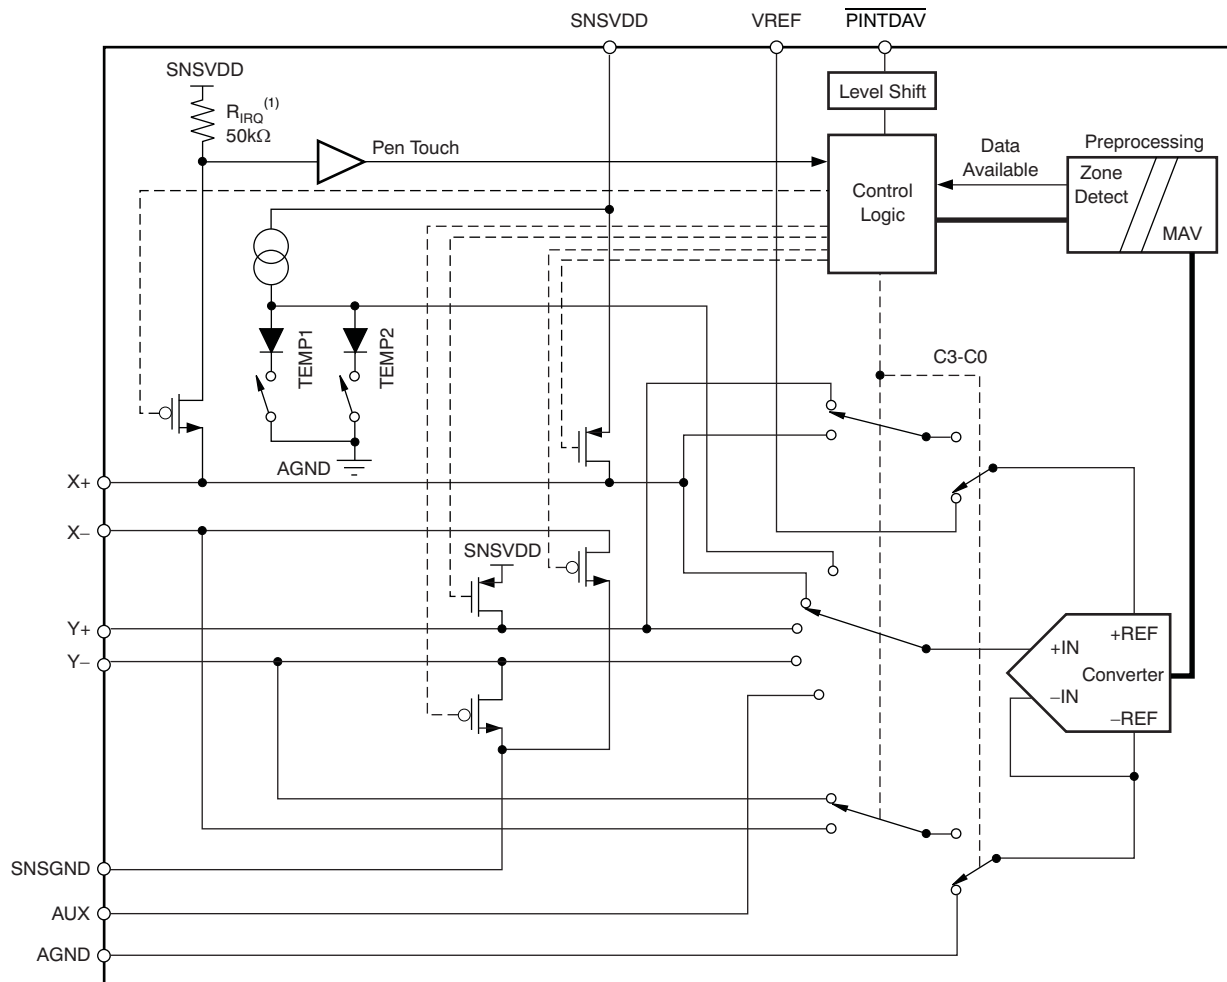 SNSVDD
VREF
PINTDAV
SNSVDD
R_IRQ (1)
50kΩ
Level Shift
Pen Touch
Data
Available
Preprocessing
Control
Logic
Zone
Detect
MAV
TEMP1
TEMP2
C3-C0
AGND
X+
X–
SNSVDD
Y+
Y–
+IN
+REF
Converter
–IN
–REF
SNSGND
AUX
AGND